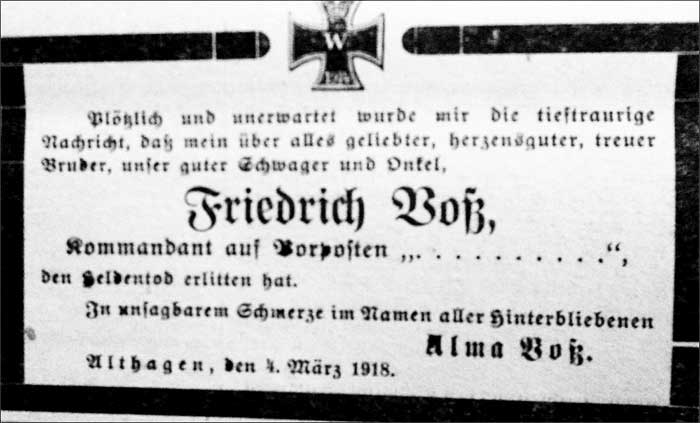 W
1914
Plötzlich und unerwartet wurde mir die tieftraurige
Nachricht, daß mein über alles geliebter, herzensguter, treuer
Bruder, unser guter Schwager und Onkel,
Friedrich Voß,
Kommandant auf Vorposten „. . . . . . . . . .“,
den Heldentod erlitten hat.
In unsagbarem Schmerze im Namen aller Hinterbliebenen
Alma Voß.
Althagen, den 4. März 1918.